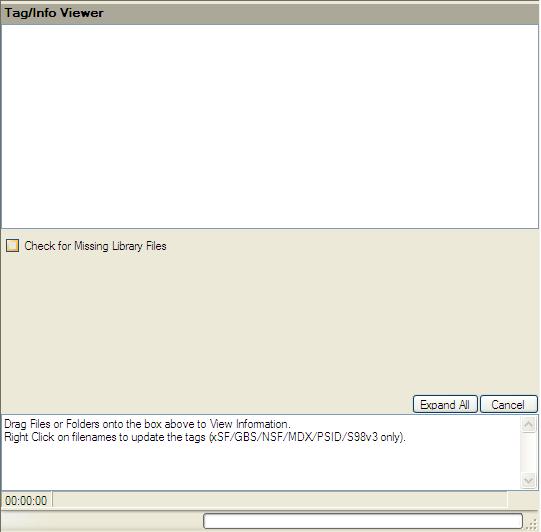 Tag/Info Viewer
Check for Missing Library Files
Expand All
Cancel
Drag Files or Folders onto the box above to View Information.
Right Click on filenames to update the tags (xSF/GBS/NSF/MDX/PSID/S98v3 only).
00:00:00